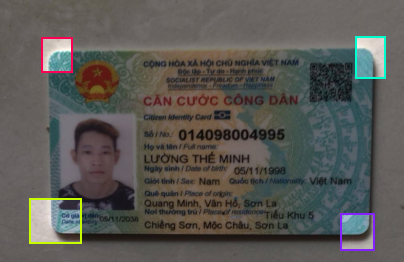 CỘNG HÒA XÃ HỘI CHỦ NGHĨA VIỆT NAM
Độc lập - Tự do - Hạnh phúc
SOCIALIST REPUBLIC OF VIET NAM
Independence - Freedom - Happiness
CĂN CƯỚC CÔNG DÂN
Citizen Identity Card
Số / No.: 014098004995
Họ và tên / Full name:
LƯỜNG THẾ MINH
Ngày sinh / Date of birth: 05/11/1998
Giới tính / Sex: Nam Quốc tịch / Nationality: Việt Nam
Quê quán / Place of origin:
Quang Minh, Vân Hồ, Sơn La
Nơi thường trú / Place of residence: Tiểu Khu 5
Chiềng Sơn, Mộc Châu, Sơn La
Có giá trị đến 05/11/2038